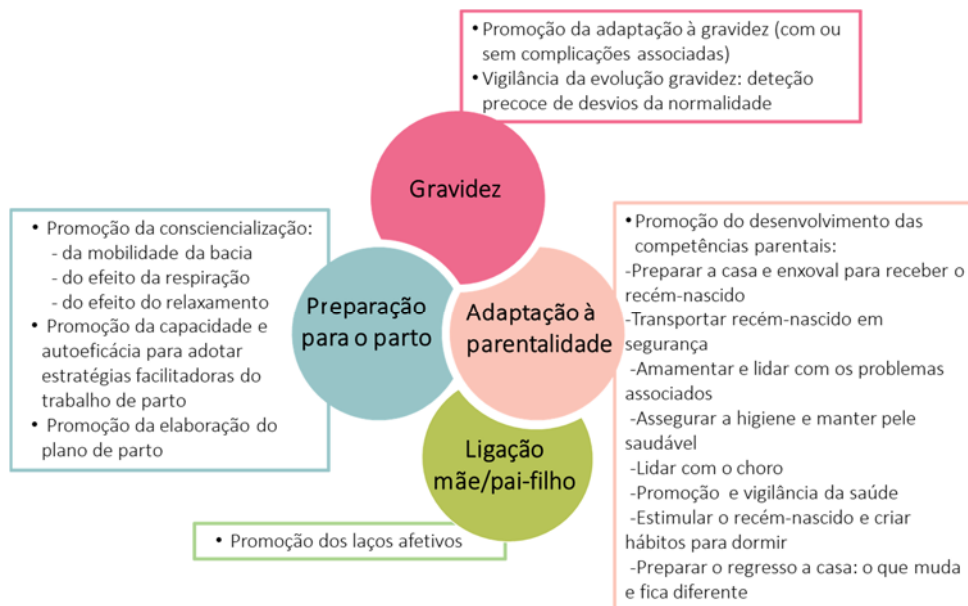 • Promoção da adaptação à gravidez (com ou
sem complicações associadas)
• Vigilância da evolução gravidez: deteção
precoce de desvios da normalidade
Gravidez
• Promoção da consciencialização:
- da mobilidade da bacia
- do efeito da respiração
- do efeito do relaxamento
• Promoção da capacidade e
autoeficácia para adotar
estratégias facilitadoras do
trabalho de parto
• Promoção da elaboração do
plano de parto
Preparação
para o parto
Adaptação à
parentalidade
• Promoção do desenvolvimento das
competências parentais:
-Preparar a casa e enxoval para receber o
recém-nascido
-Transportar recém-nascido em
segurança
-Amamentar e lidar com os problemas
associados
-Assegurar a higiene e manter pele
saudável
-Lidar com o choro
-Promoção e vigilância da saúde
-Estimular o recém-nascido e criar
hábitos para dormir
-Preparar o regresso a casa: o que muda
e fica diferente
Ligação
mãe/pai-filho
• Promoção dos laços afetivos